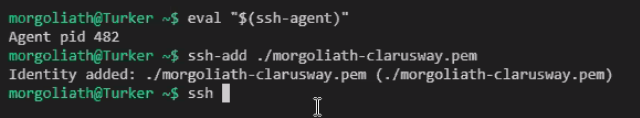 morgoliath@Turker ~$ eval "$(ssh-agent)"
Agent pid 482
morgoliath@Turker ~$ ssh-add ./morgoliath-clarusway.pem
Identity added: ./morgoliath-clarusway.pem (./morgoliath-clarusway.pem)
morgoliath@Turker ~$ ssh